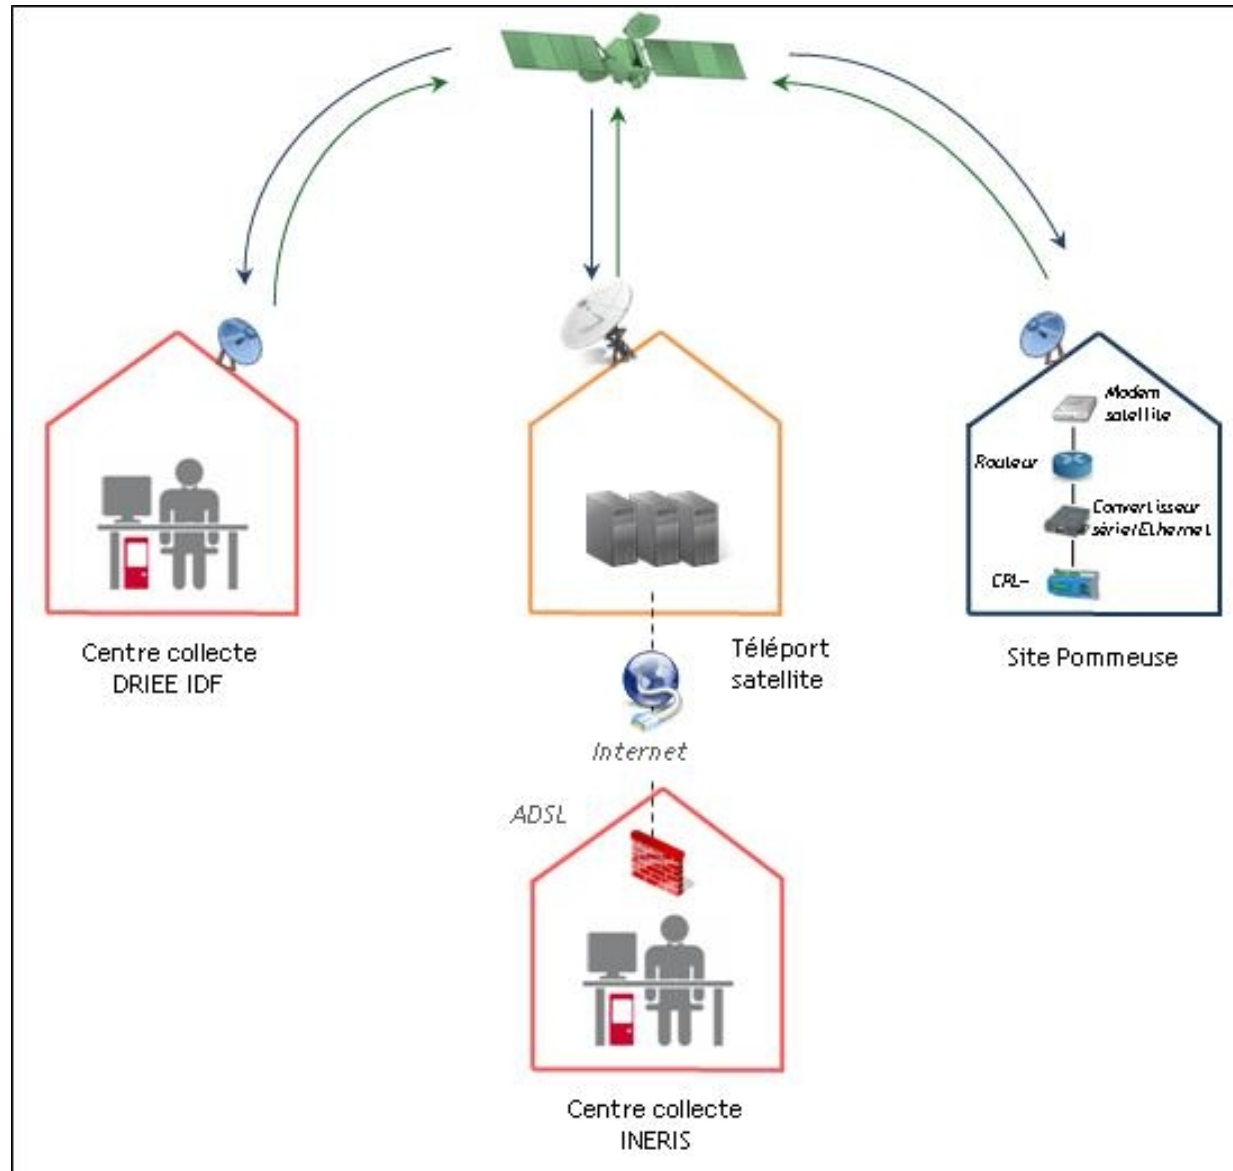 Modem
satellite
Routeur
Convertisseur
série/Ethernet
CPL-
Centre collecte
DRIEE IDF
Téléport
satellite
Site Pommeuse
Internet
ADSL
Centre collecte
INERIS